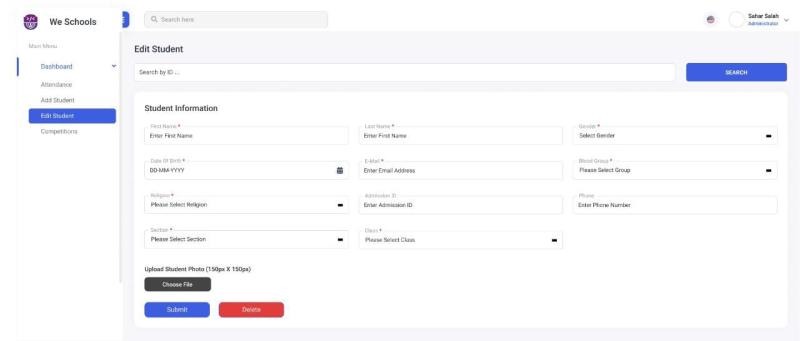 We Schools
Search here
Sahar Salah
Administrator
Main Menu
Dashboard
Attendance
Add Student
Edit Student
Competitions
Edit Student
Search by ID ...
SEARCH
Student Information
First Name *
Enter First Name
Last Name *
Enter First Name
Gender *
Select Gender
Date Of Birth *
DD-MM-YYYY
E-Mail *
Enter Email Address
Blood Group *
Please Select Group
Religion *
Please Select Religion
Admission ID
Enter Admission ID
Phone
Enter Phone Number
Section *
Please Select Section
Class *
Please Select Class
Upload Student Photo (150px X 150px)
Choose File
Submit
Delete